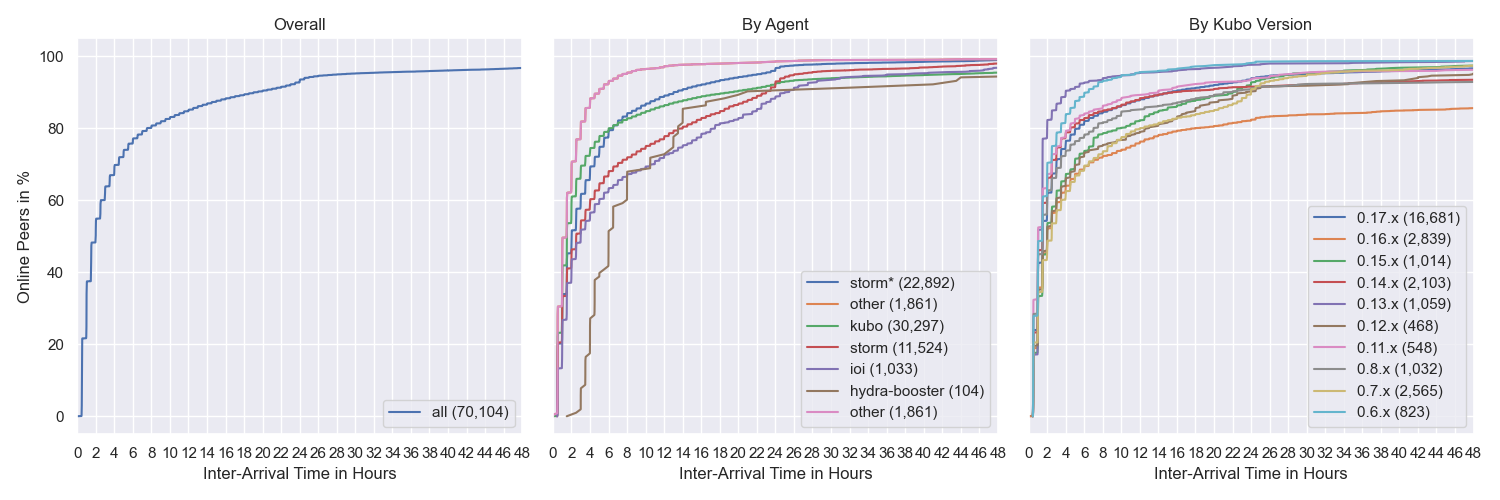 Overall
By Agent
By Kubo Version
Online Peers in %
100
80
60
40
20
0
all (70,104)
0 2 4 6 8 10 12 14 16 18 20 22 24 26 28 30 32 34 36 38 40 42 44 46 48
Inter-Arrival Time in Hours
storm* (22,892)
other (1,861)
kubo (30,297)
storm (11,524)
ioi (1,033)
hydra-booster (104)
other (1,861)
0 2 4 6 8 10 12 14 16 18 20 22 24 26 28 30 32 34 36 38 40 42 44 46 48
Inter-Arrival Time in Hours
0.17.x (16,681)
0.16.x (2,839)
0.15.x (1,014)
0.14.x (2,103)
0.13.x (1,059)
0.12.x (468)
0.11.x (548)
0.8.x (1,032)
0.7.x (2,565)
0.6.x (823)
0 2 4 6 8 10 12 14 16 18 20 22 24 26 28 30 32 34 36 38 40 42 44 46 48
Inter-Arrival Time in Hours